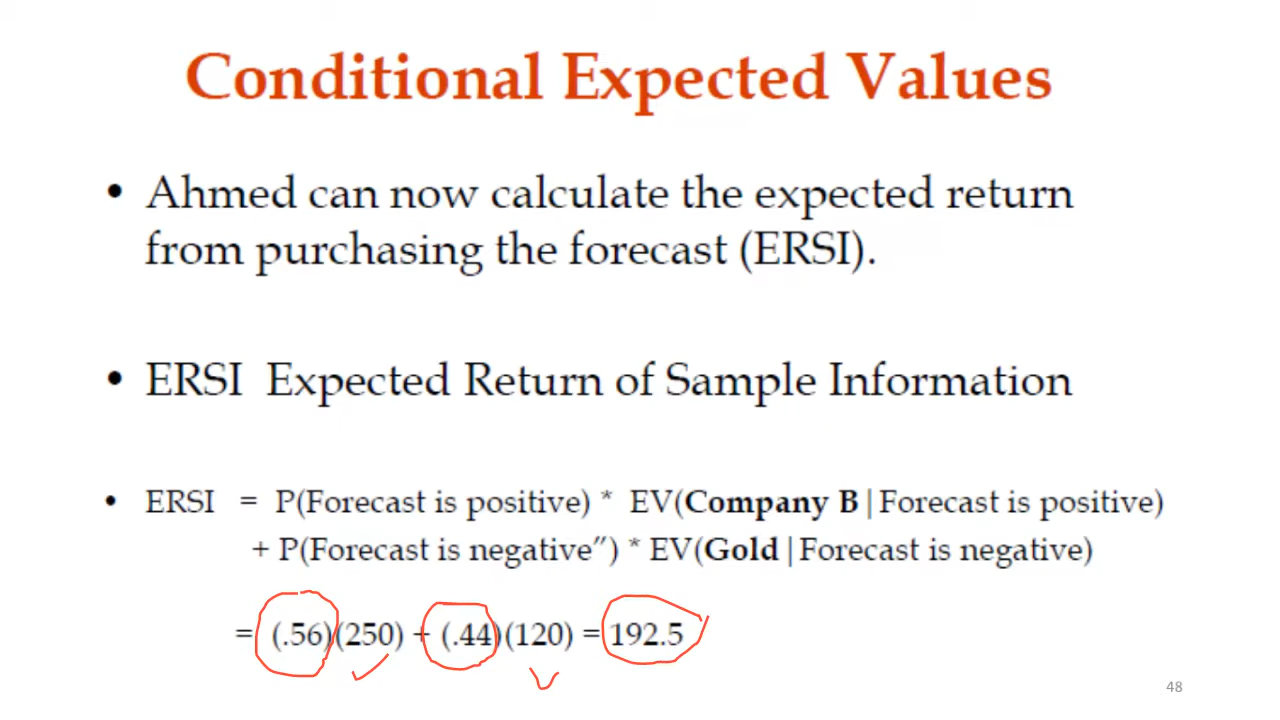 Conditional Expected Values
• Ahmed can now calculate the expected return
from purchasing the forecast (ERSI).
• ERSI Expected Return of Sample Information
• ERSI = P(Forecast is positive) * EV(Company B|Forecast is positive)
+ P(Forecast is negative″) * EV(Gold|Forecast is negative)
= (.56)(250) + (.44)(120) = 192.5
48